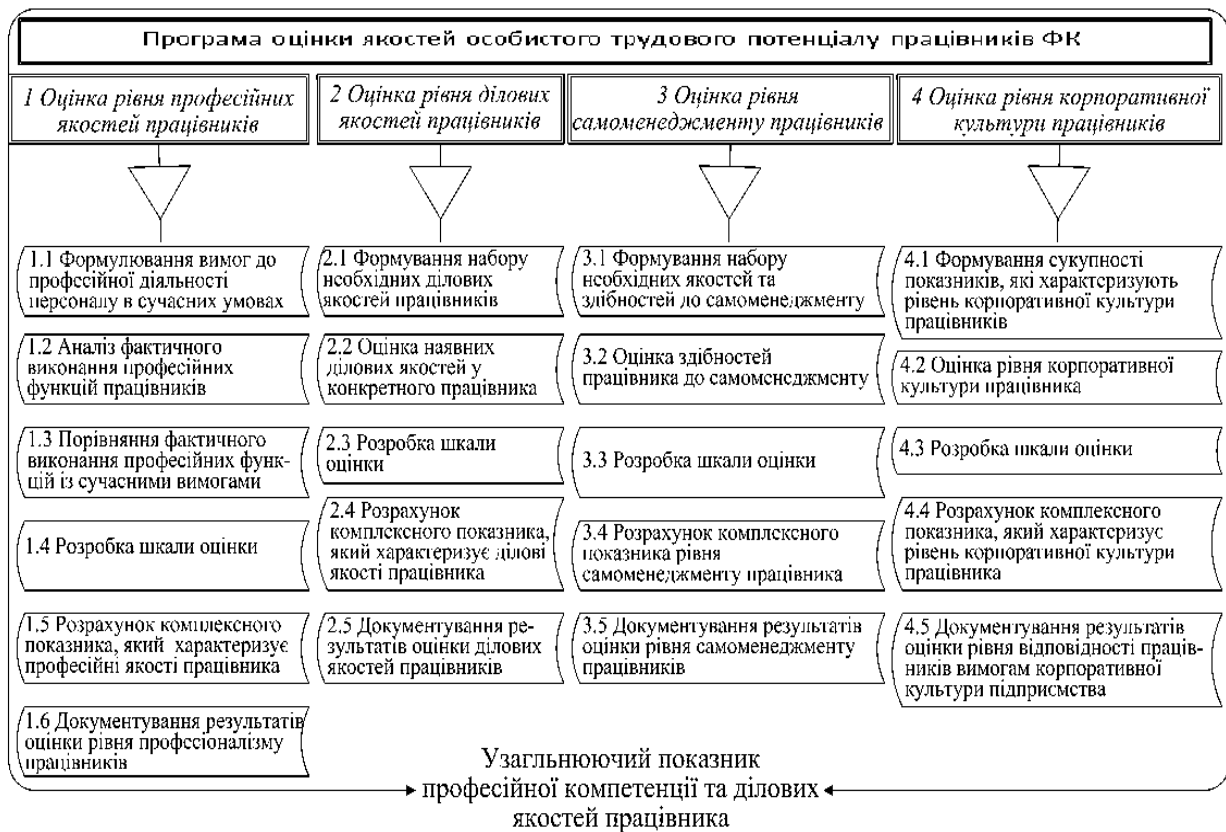 Програма оцінки якостей особистого трудового потенціалу працівників ФК
1 Оцінка рівня професійних
якостей працівників
2 Оцінка рівня ділових
якостей працівників
3 Оцінка рівня
самоменеджменту працівників
4 Оцінка рівня корпоративної
культури працівників
1.1 Формулювання вимог до
професійної діяльності
персоналу в сучасних умовах
1.2 Аналіз фактичного
виконання професійних
функцій працівників
1.3 Порівняння фактичного
виконання професійних функ-
цій із сучасними вимогами
1.4 Розробка шкали оцінки
1.5 Розрахунок комплексного
показника, який характеризує
професійні якості працівника
1.6 Документування результатів
оцінки рівня професіоналізму
працівників
2.1 Формування набору
необхідних ділових
якостей працівників
2.2 Оцінка наявних
ділових якостей у
конкретного працівника
2.3 Розробка шкали
оцінки
2.4 Розрахунок
комплексного показника,
який характеризує ділові
якості працівника
2.5 Документування ре-
зультатів оцінки ділових
якостей працівників
3.1 Формування набору
необхідних якостей та
здібностей до самоменеджменту
3.2 Оцінка здібностей
працівника до самоменеджменту
3.3 Розробка шкали оцінки
3.4 Розрахунок комплексного
показника рівня
самоменеджменту працівника
3.5 Документування результатів
оцінки рівня самоменеджменту
працівників
4.1 Формування сукупності
показників, які характеризують
рівень корпоративної культури
працівників
4.2 Оцінка рівня корпоративної
культури працівника
4.3 Розробка шкали оцінки
4.4 Розрахунок комплексного
показника, який характеризує
рівень корпоративної культури
працівника
4.5 Документування результатів
оцінки рівня відповідності праців-
ників вимогам корпоративної
культури підприємства
Узагльнюючий показник
професійної компетенції та ділових
якостей працівника